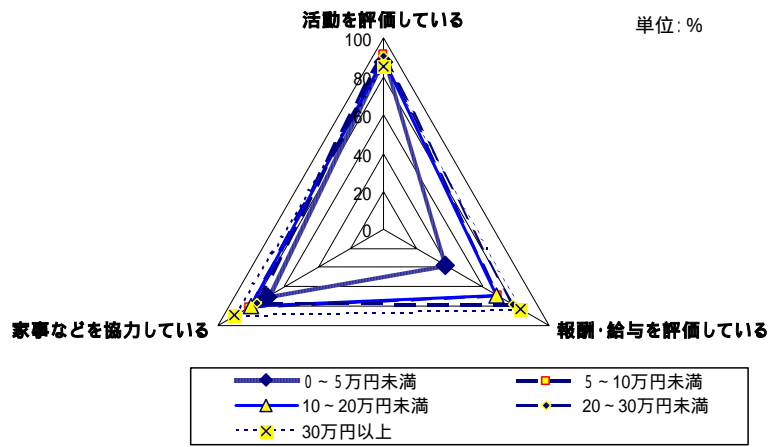 活動を評価している
単位：%
100
80
60
40
20
0
家事などを協力している
報酬・給与を評価している
0～5万円未満
5～10万円未満
10～20万円未満
20～30万円未満
30万円以上